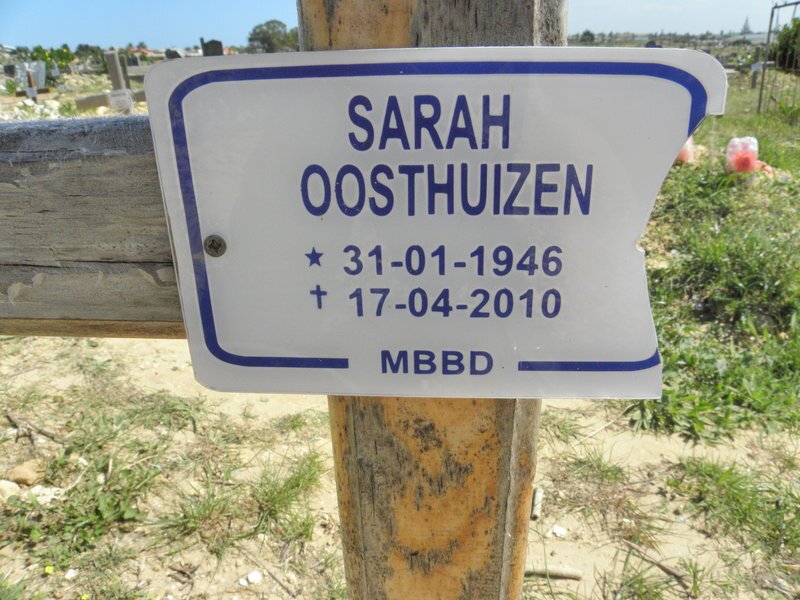 SARAH
OOSTHUIZEN
★ 31-01-1946
✝ 17-04-2010
MBBD